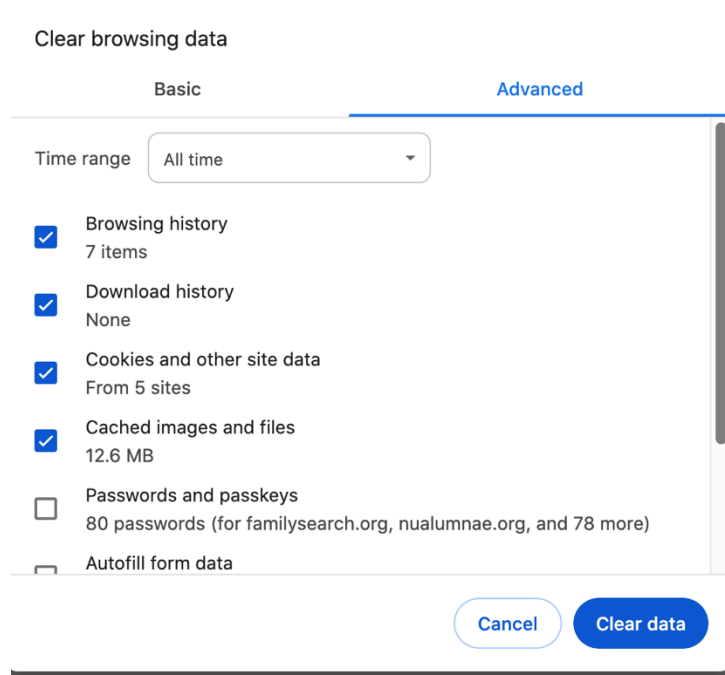 Clear browsing data
Basic Advanced
Time range All time
Browsing history
7 items
Download history
None
Cookies and other site data
From 5 sites
Cached images and files
12.6 MB
Passwords and passkeys
80 passwords (for familysearch.org, nualumnae.org, and 78 more)
Autofill form data
Cancel Clear data